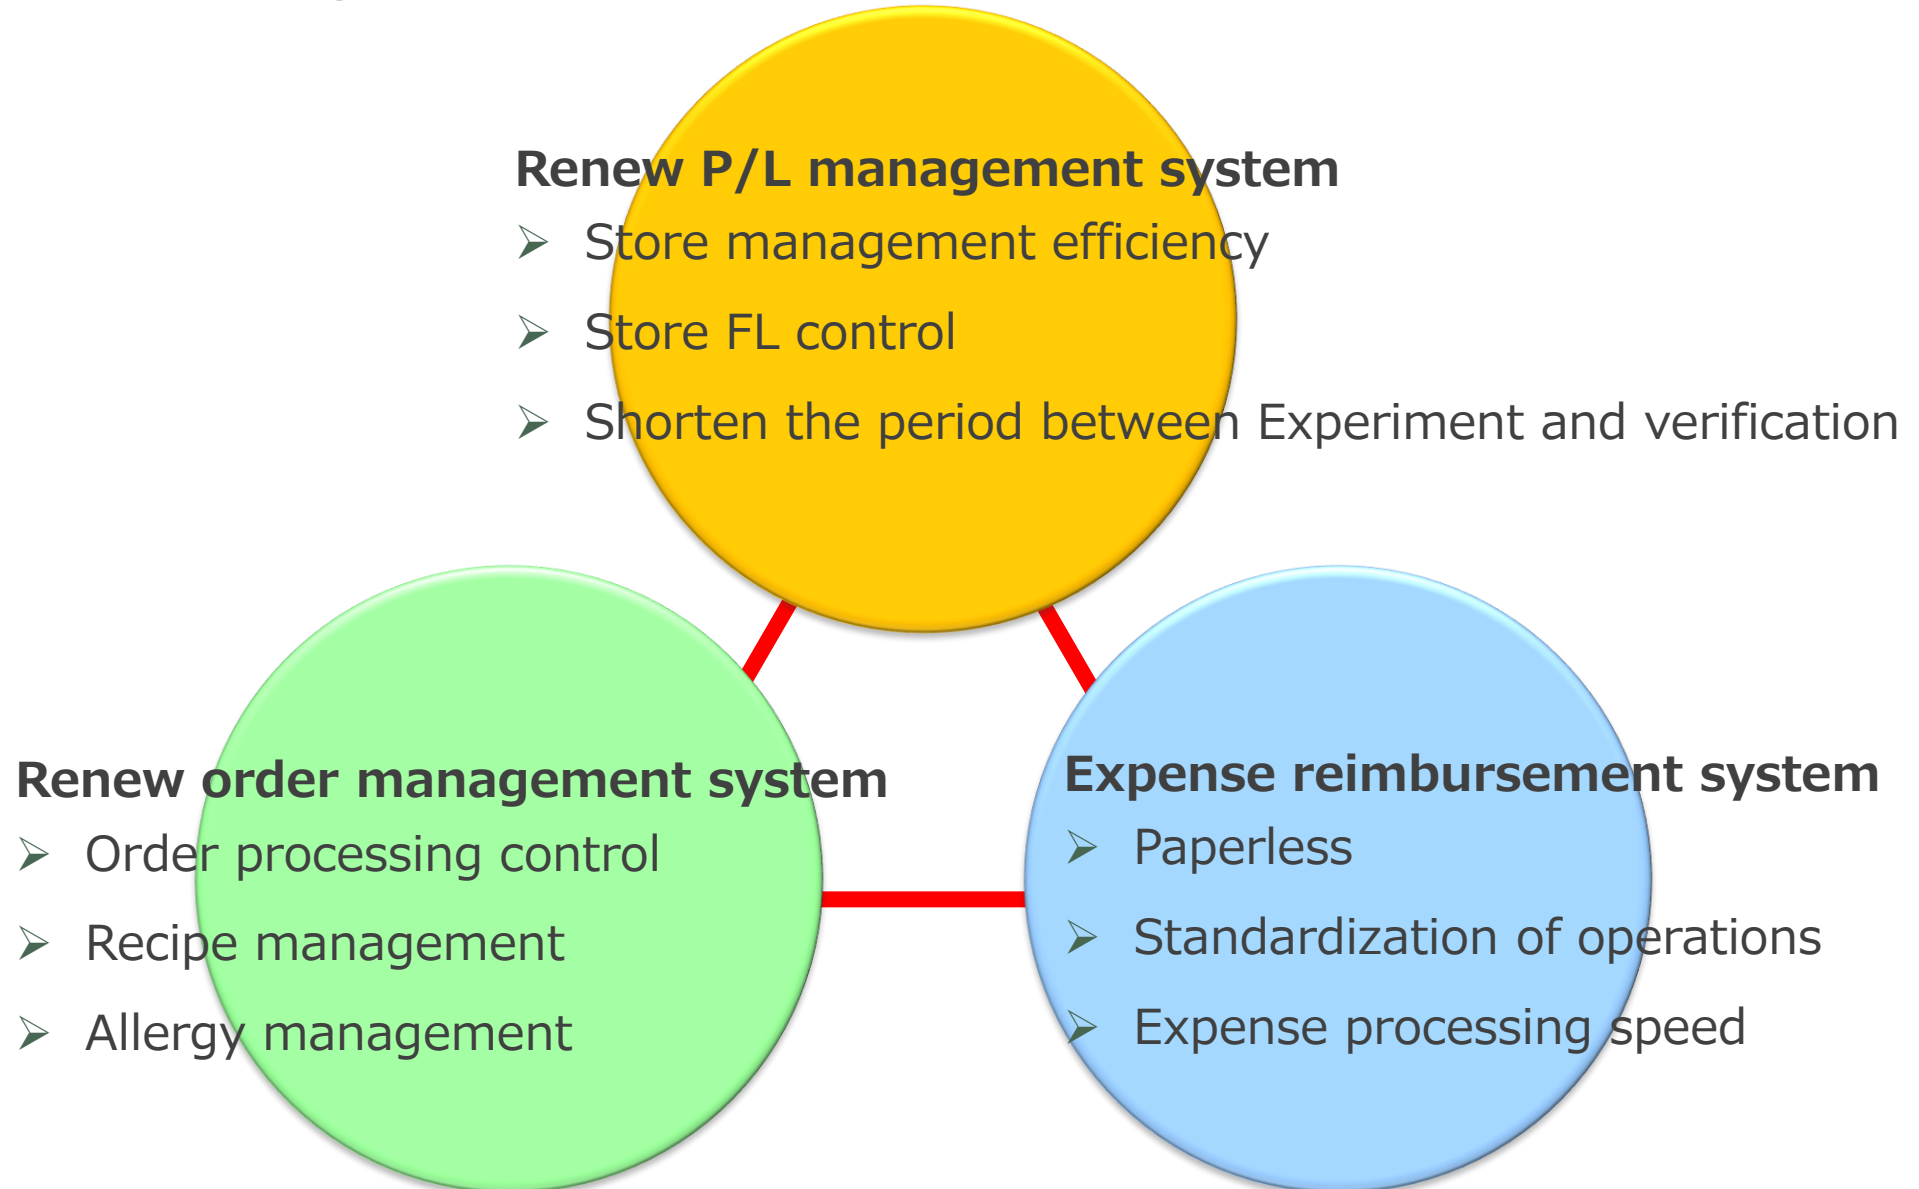 Renew P/L management system
➢ Store management efficiency
➢ Store FL control
➢ Shorten the period between Experiment and verification
Renew order management system
➢ Order processing control
➢ Recipe management
➢ Allergy management
Expense reimbursement system
➢ Paperless
➢ Standardization of operations
➢ Expense processing speed